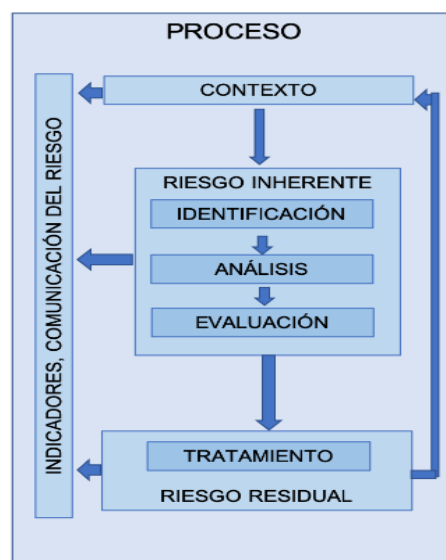 PROCESO
CONTEXTO
INDICADORES, COMUNICACIÓN DEL RIESGO
RIESGO INHERENTE
IDENTIFICACIÓN
ANÁLISIS
EVALUACIÓN
TRATAMIENTO
RIESGO RESIDUAL